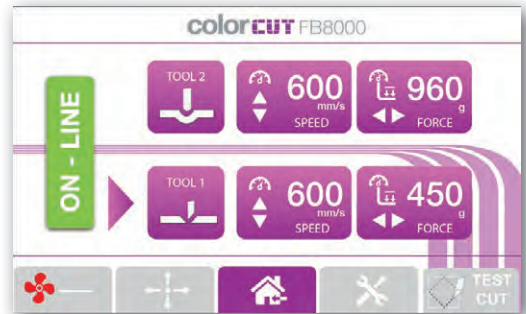 colorcut FB8000
ON - LINE
TOOL 2
600
mm/s
SPEED
960
g
FORCE
TOOL 1
600
mm/s
SPEED
450
g
FORCE
TEST
CUT